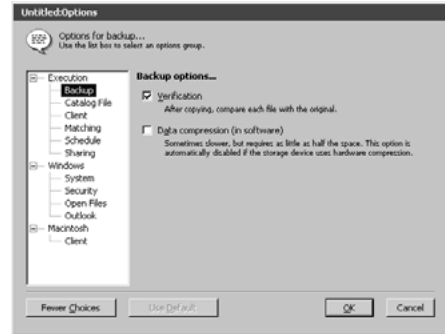 Untitled:Options
Options for backup...
Use the list box to select an options group.
Execution
Backup
Catalog File
Client
Matching
Schedule
Sharing
Windows
System
Security
Open Files
Outlook
Macintosh
Client
Backup options...
Verification
After copying, compare each file with the original.
Data compression (in software)
Sometimes slower, but requires as little as half the space. This option is
automatically disabled if the storage device uses hardware compression.
Fewer Choices
Use Default
OK
Cancel